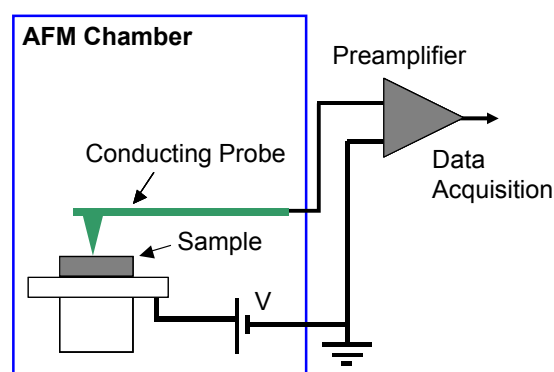 AFM Chamber
Preamplifier
Conducting Probe
Data
Acquisition
Sample
V